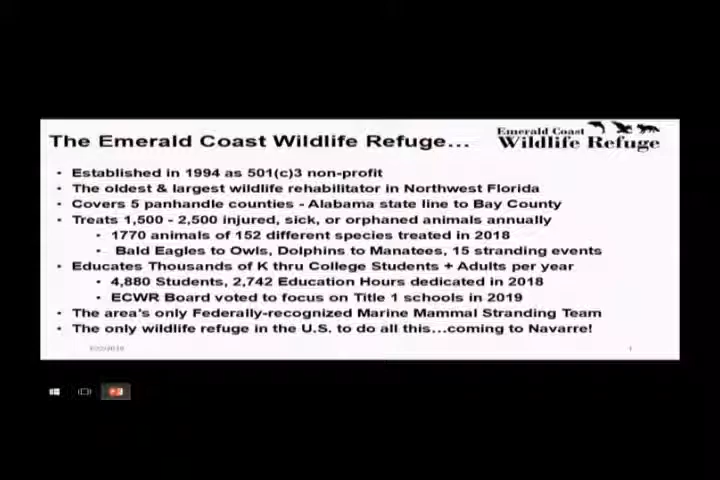 The Emerald Coast Wildlife Refuge...
Emerald Coast
Wildlife Refuge
• Established in 1994 as 501(c)3 non-profit
• The oldest & largest wildlife rehabilitator in Northwest Florida
• Covers 5 panhandle counties - Alabama state line to Bay County
• Treats 1,500 - 2,500 injured, sick, or orphaned animals annually
• 1770 animals of 152 different species treated in 2018
• Bald Eagles to Owls, Dolphins to Manatees, 15 stranding events
• Educates Thousands of K thru College Students + Adults per year
• 4,880 Students, 2,742 Education Hours dedicated in 2018
• ECWR Board voted to focus on Title 1 schools in 2019
• The area's only Federally-recognized Marine Mammal Stranding Team
• The only wildlife refuge in the U.S. to do all this...coming to Navarre!